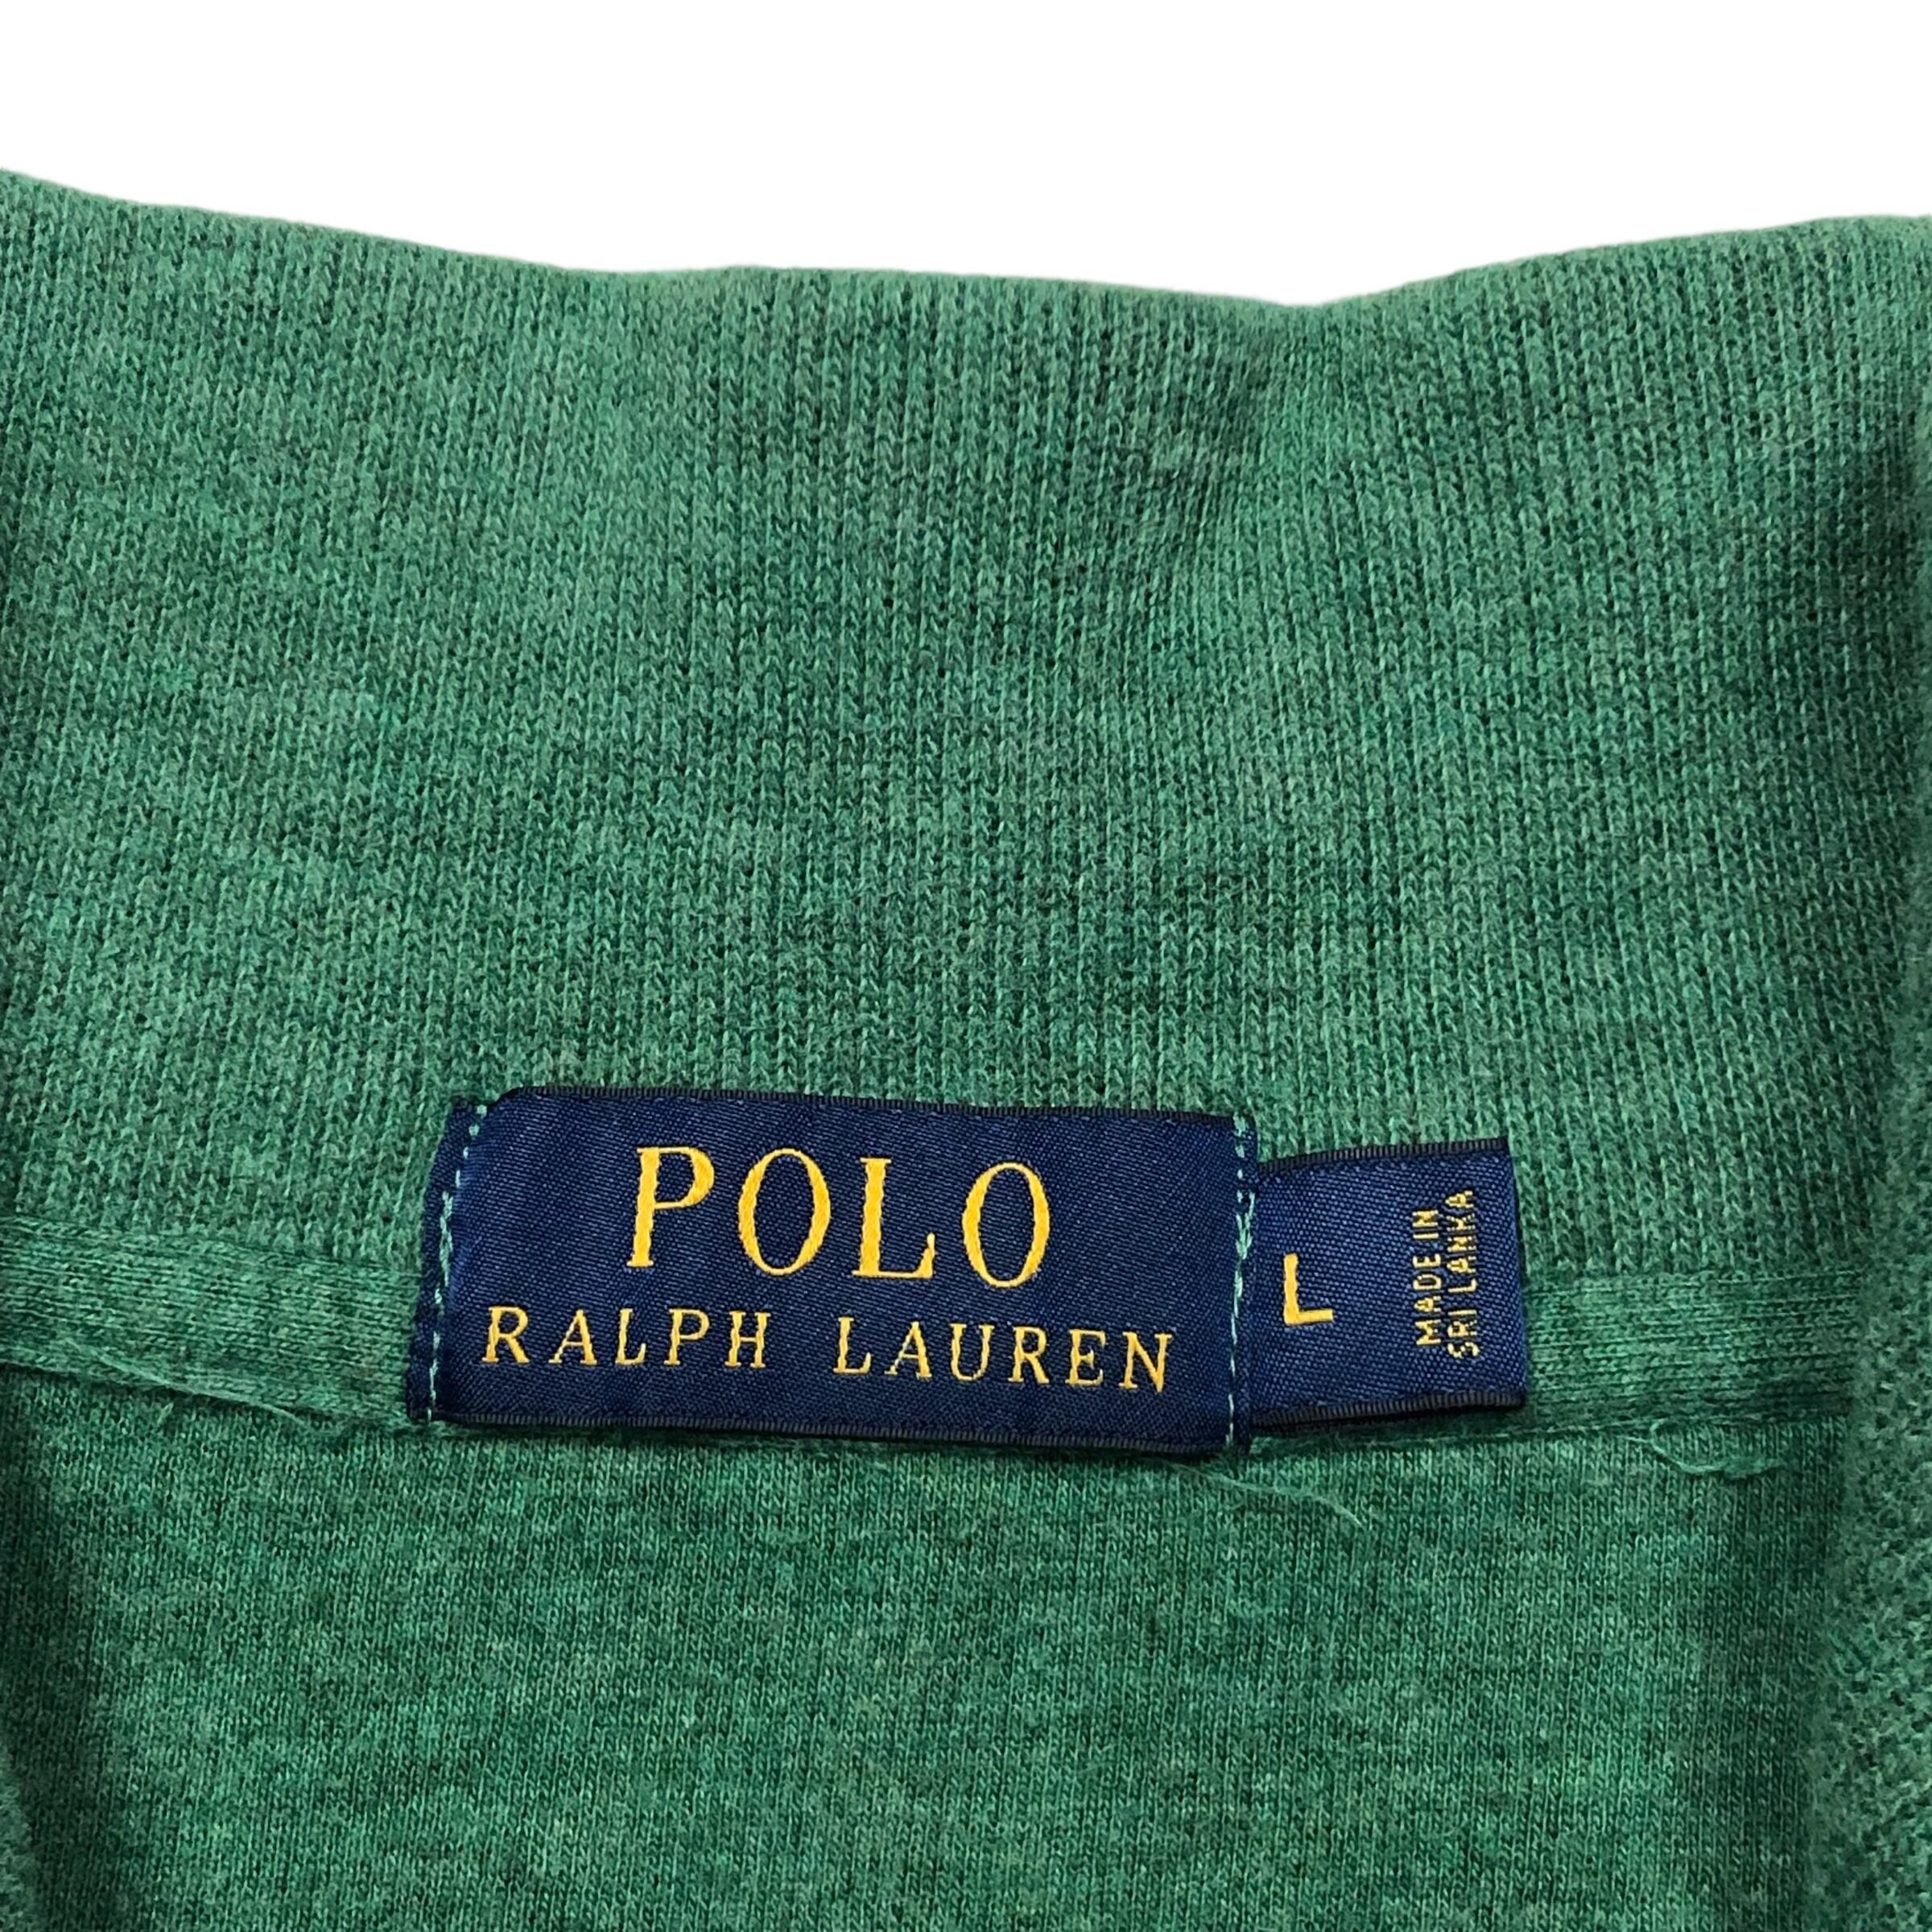 POLO
RALPH LAUREN
L
MADE IN
SRI LANKA